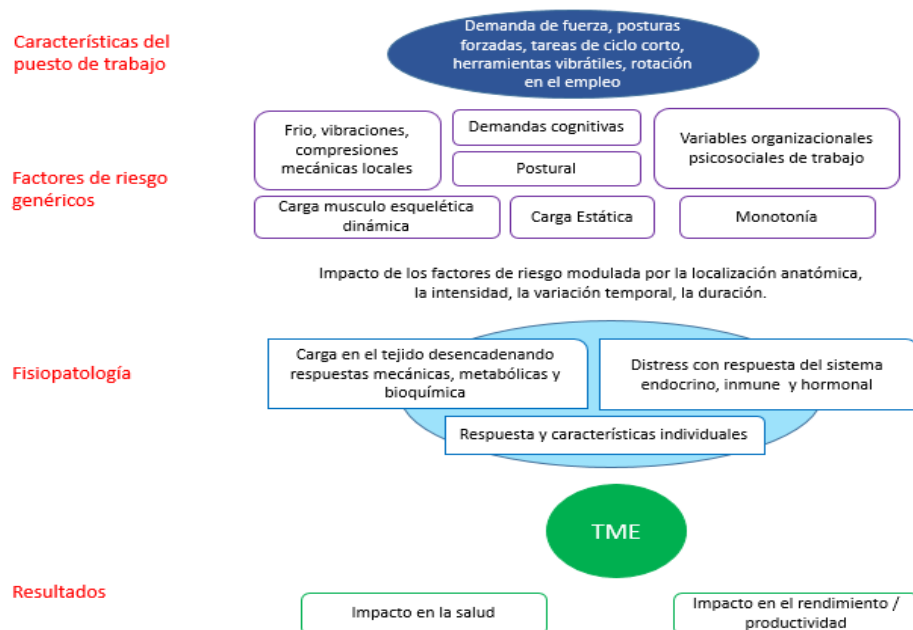 Características del
puesto de trabajo
Demanda de fuerza, posturas
forzadas, tareas de ciclo corto,
herramientas vibrátiles, rotación
en el empleo
Factores de riesgo
genéricos
Frio, vibraciones,
compresiones
mecánicas locales
Demandas cognitivas
Postural
Variables organizacionales
psicosociales de trabajo
Carga musculo esquelética
dinámica
Carga Estática
Monotonía
Impacto de los factores de riesgo modulada por la localización anatómica,
la intensidad, la variación temporal, la duración.
Fisiopatología
Carga en el tejido desencadenando
respuestas mecánicas, metabólicas y
bioquímica
Distress con respuesta del sistema
endocrino, inmune y hormonal
Respuesta y características individuales
TME
Resultados
Impacto en la salud
Impacto en el rendimiento /
productividad